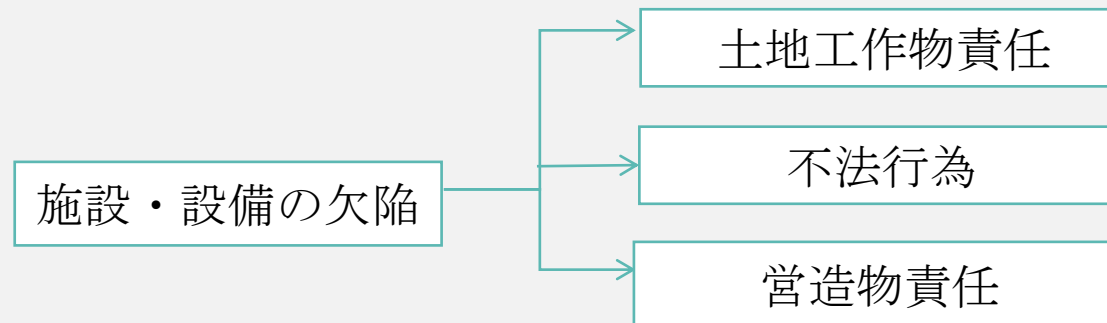 土地工作物責任
不法行為
施設・設備の欠陥
営造物責任